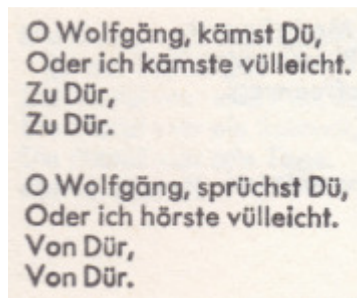 O Wolfgäng, kämst Dü,
Oder ich kämste vülleicht.
Zu Dür,
Zu Dür.
O Wolfgäng, sprüchst Dü,
Oder ich hörste vülleicht.
Von Dür,
Von Dür.